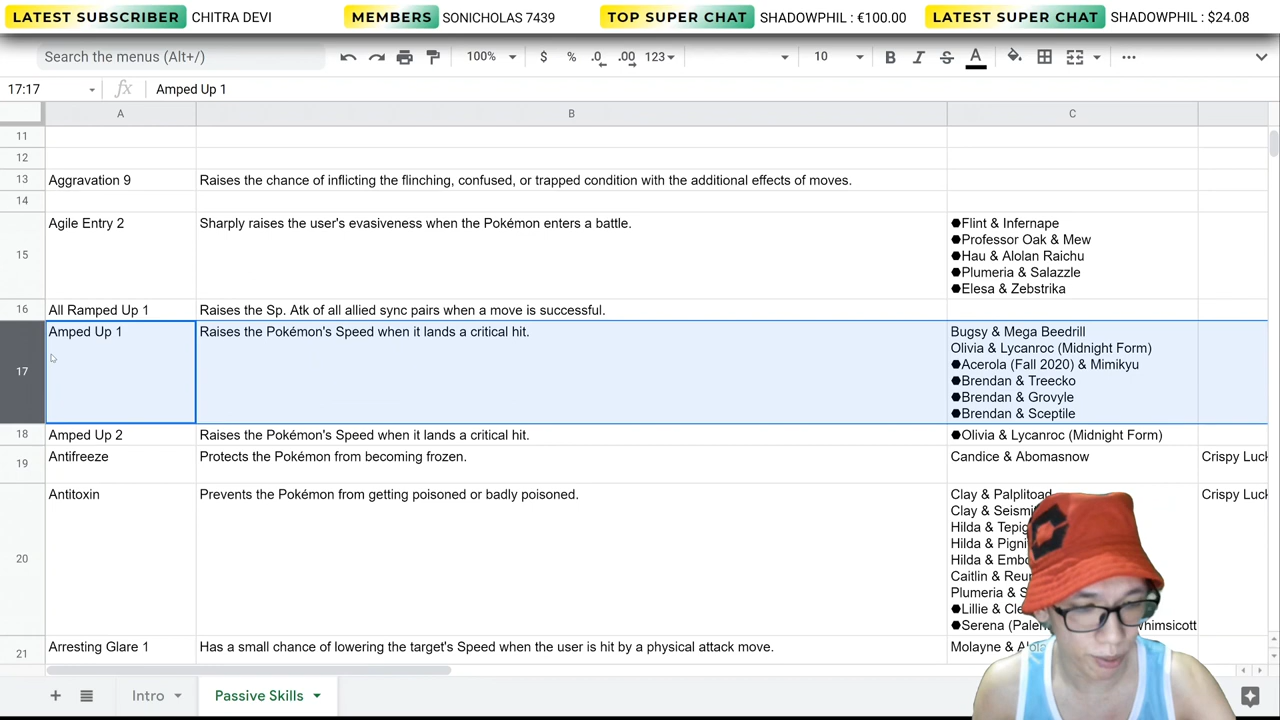 LATEST SUBSCRIBER CHITRA DEVI MEMBERS SONICHOLAS 7439 TOP SUPER CHAT SHADOWPHIL : €100.00 LATEST SUPER CHAT SHADOWPHIL : $24.08
Search the menus (Alt+/) 100% $ % .0 .00 123 10 B I S A
17:17 fx Amped Up 1
A B C
11
12
13 Aggravation 9 Raises the chance of inflicting the flinching, confused, or trapped condition with the additional effects of moves.
14
15 Agile Entry 2 Sharply raises the user's evasiveness when the Pokémon enters a battle. ⬣Flint & Infernape
⬣Professor Oak & Mew
⬣Hau & Alolan Raichu
⬣Plumeria & Salazzle
⬣Elesa & Zebstrika
16 All Ramped Up 1 Raises the Sp. Atk of all allied sync pairs when a move is successful.
17 Amped Up 1 Raises the Pokémon's Speed when it lands a critical hit. Bugsy & Mega Beedrill
Olivia & Lycanroc (Midnight Form)
⬣Acerola (Fall 2020) & Mimikyu
⬣Brendan & Treecko
⬣Brendan & Grovyle
⬣Brendan & Sceptile
18 Amped Up 2 Raises the Pokémon's Speed when it lands a critical hit. ⬣Olivia & Lycanroc (Midnight Form)
19 Antifreeze Protects the Pokémon from becoming frozen. Candice & Abomasnow Crispy Luck
20 Antitoxin Prevents the Pokémon from getting poisoned or badly poisoned. Clay & Palpitoad Crispy Luck
Clay &
Hilda &
Hilda &
Hilda &
Caitlin &
Plumeria &
⬣Lillie &
⬣Serena
21 Arresting Glare 1 Has a small chance of lowering the target's Speed when the user is hit by a physical attack move. Molayne &
Intro Passive Skills